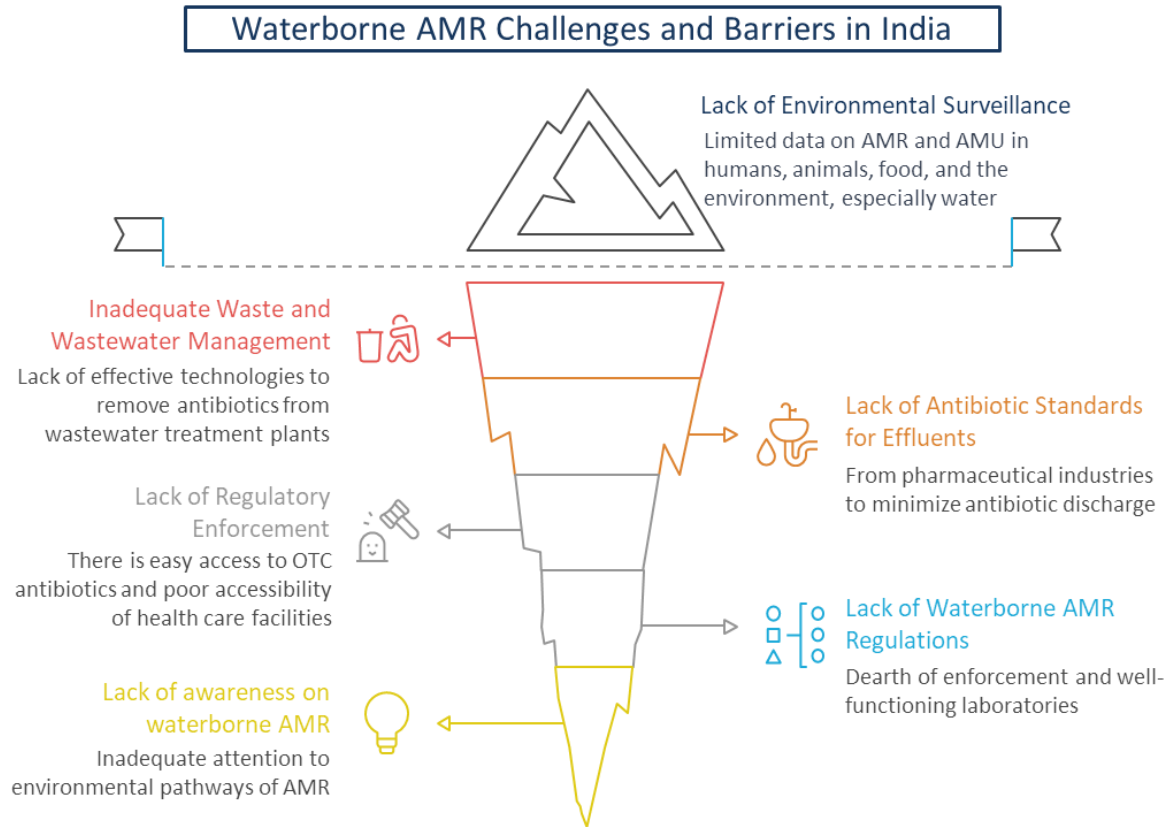 Waterborne AMR Challenges and Barriers in India
Lack of Environmental Surveillance
Limited data on AMR and AMU in
humans, animals, food, and the
environment, especially water
Inadequate Waste and
Wastewater Management
Lack of effective technologies to
remove antibiotics from
wastewater treatment plants
Lack of Antibiotic Standards
for Effluents
From pharmaceutical industries
to minimize antibiotic discharge
Lack of Regulatory
Enforcement
There is easy access to OTC
antibiotics and poor accessibility
of health care facilities
Lack of Waterborne AMR
Regulations
Dearth of enforcement and well-
functioning laboratories
Lack of awareness on
waterborne AMR
Inadequate attention to
environmental pathways of AMR